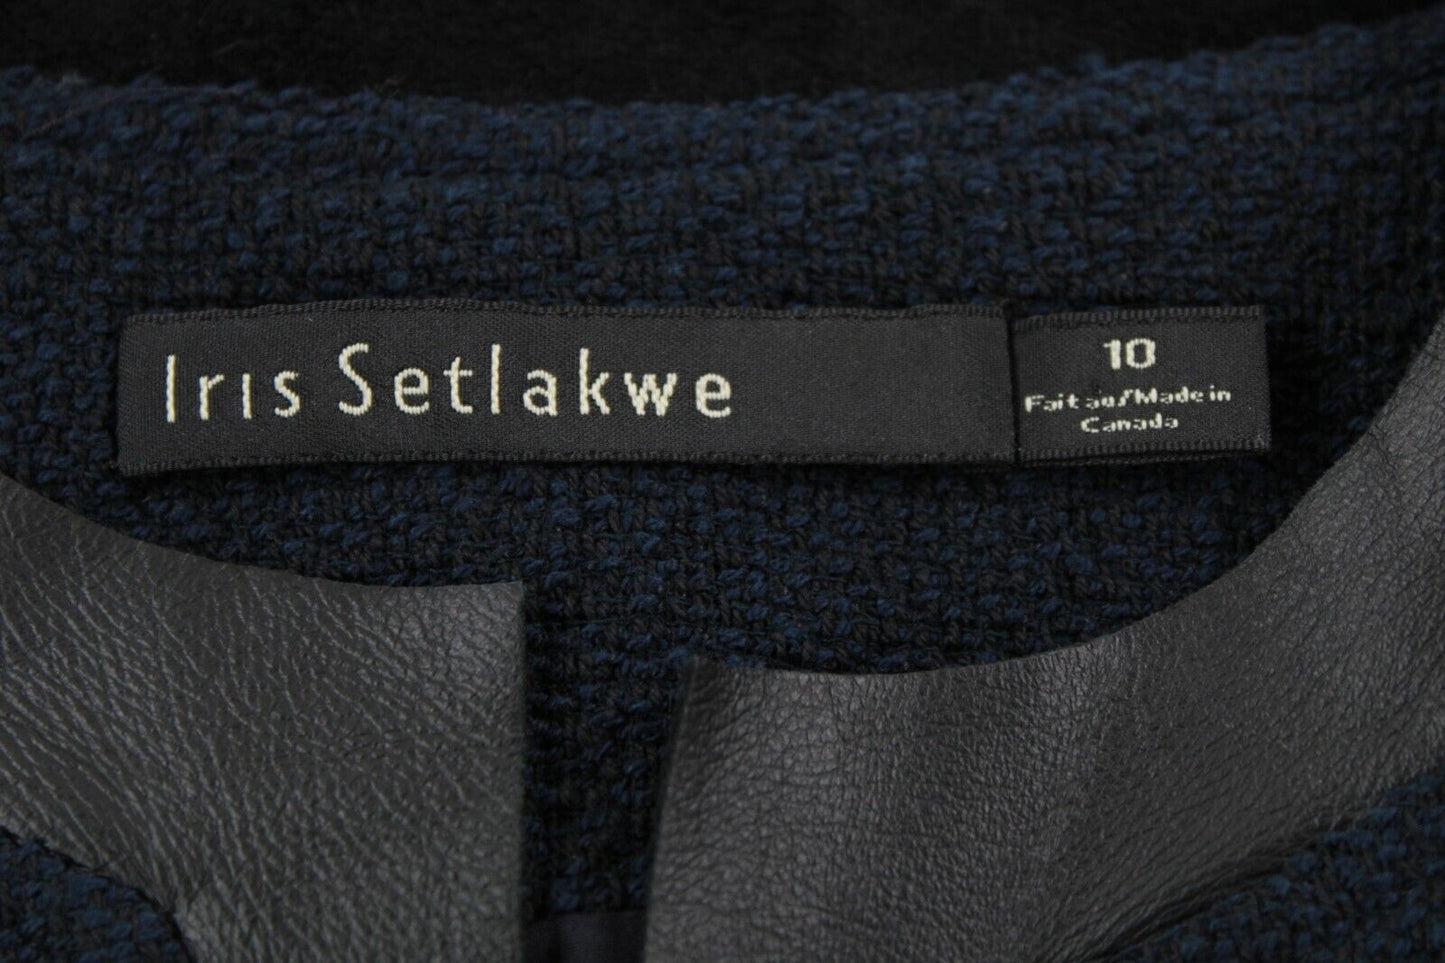 Iris Setlakwe
10
Fait au/Made in
Canada